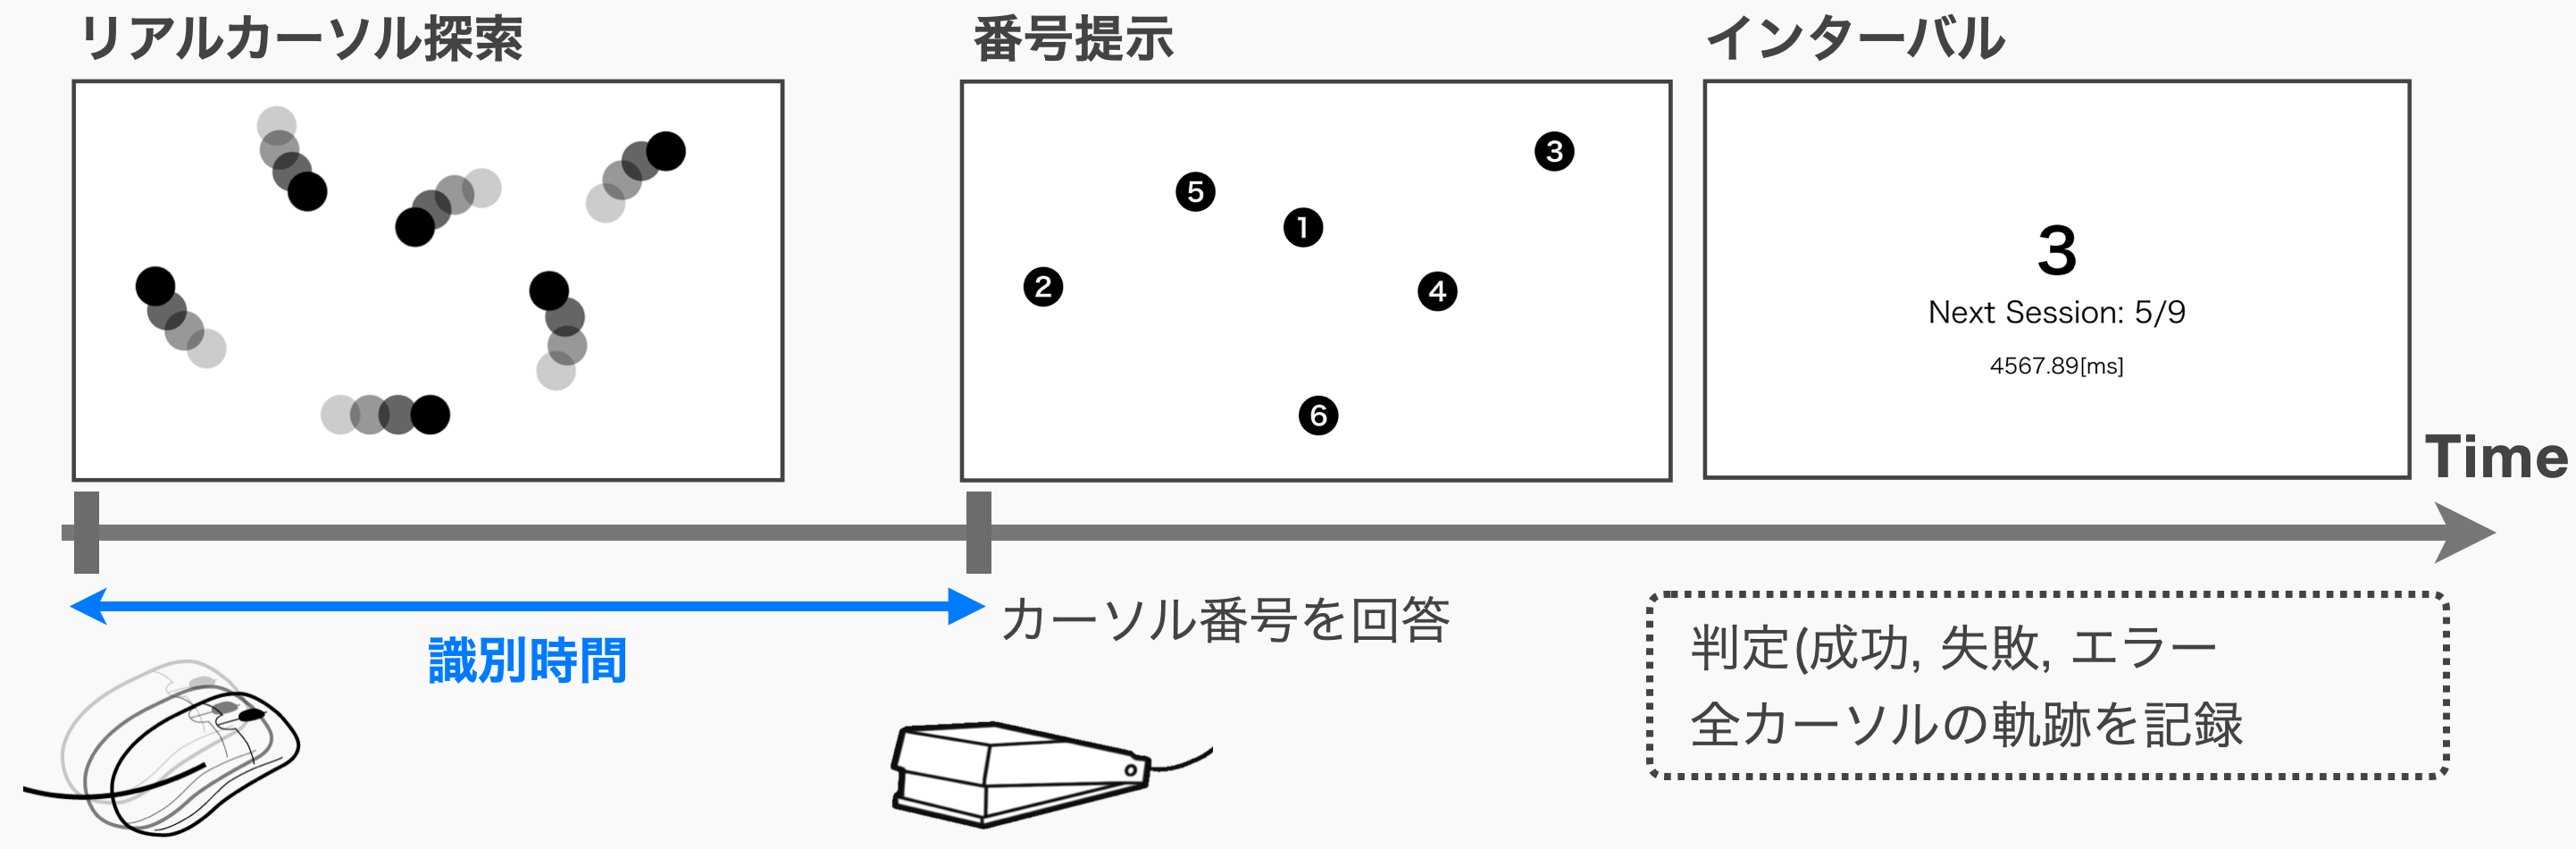 リアルカーソル探索
番号提示
インターバル
3
5
1
2
4
6
3
Next Session: 5/9
4567.89[ms]
Time
識別時間
カーソル番号を回答
判定(成功, 失敗, エラー
全カーソルの軌跡を記録